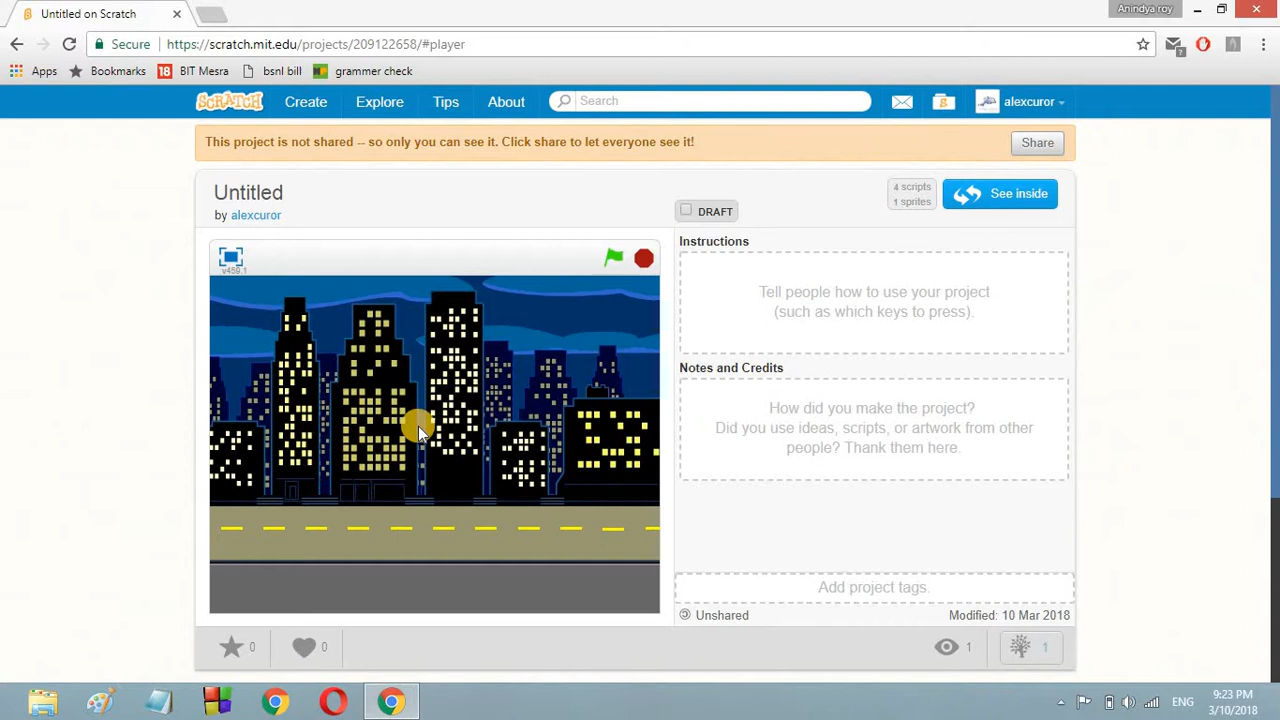 Untitled on Scratch
Anindya roy
Secure https://scratch.mit.edu/projects/209122658/#player
Apps Bookmarks 18 BIT Mesra bsnl bill grammer check
SCRATCH Create Explore Tips About Search alexcuror
This project is not shared -- so only you can see it. Click share to let everyone see it! Share
Untitled
by alexcuror
4 scripts
1 sprites
See inside
DRAFT
v459.1
Instructions
Tell people how to use your project
(such as which keys to press).
Notes and Credits
How did you make the project?
Did you use ideas, scripts, or artwork from other
people? Thank them here.
Add project tags.
Unshared Modified: 10 Mar 2018
0 0 1 1
ENG
9:23 PM
3/10/2018